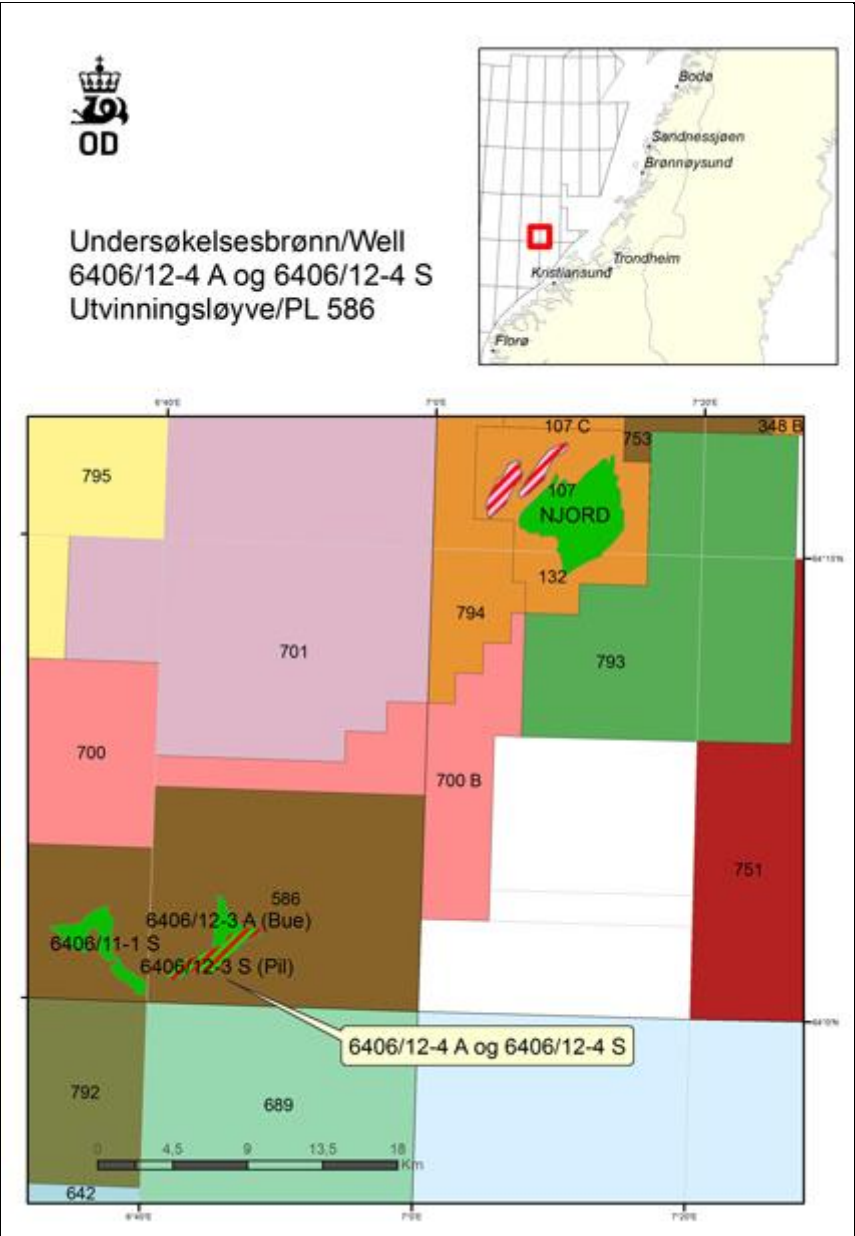 OD
Undersøkelsesbrønn/Well
6406/12-4 A og 6406/12-4 S
Utvinningsløyve/PL 586
Bodø
Sandnessjøen
Brønnøysund
Trondheim
Kristiansund
Florø
6°40'E
7°0'E
7°20'E
107 C
348 B
753
795
107
NJORD
64°15'N
132
794
701
793
700
700 B
751
586
6406/12-3 A (Bue)
6406/11-1 S
6406/12-3 S (Pil)
64°0'N
6406/12-4 A og 6406/12-4 S
792
689
0 4,5 9 13,5 18
Km
642
6°40'E
7°0'E
7°20'E